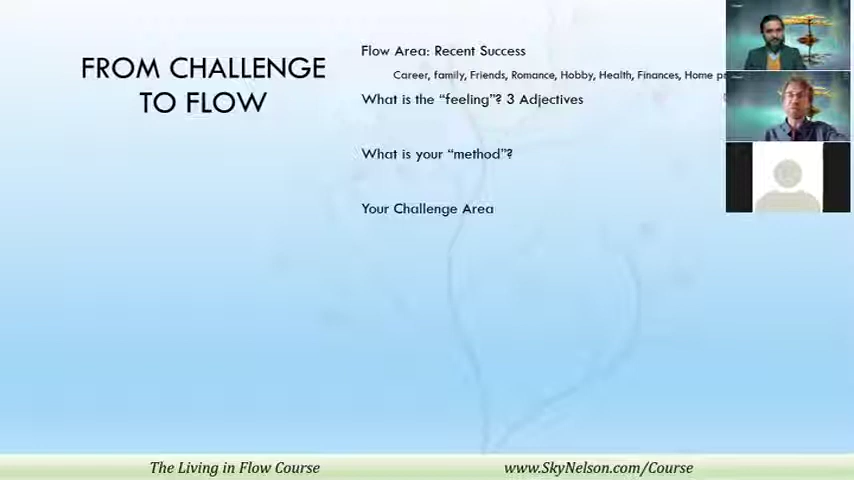 FROM CHALLENGE
TO FLOW
Flow Area: Recent Success
Career, family, Friends, Romance, Hobby, Health, Finances, Home
What is the “feeling”? 3 Adjectives
What is your “method”?
Your Challenge Area
The Living in Flow Course
www.SkyNelson.com/Course